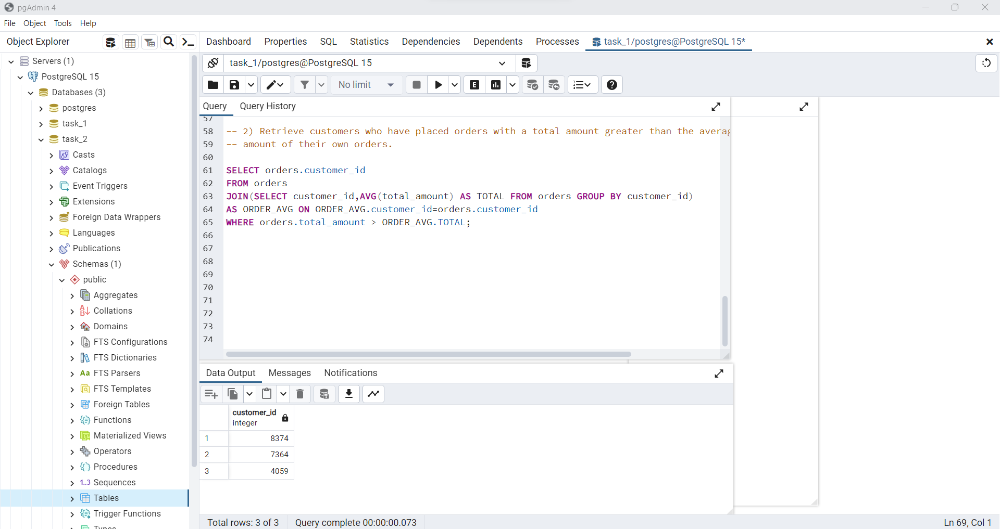 pgAdmin 4
File Object Tools Help
Object Explorer
Dashboard Properties SQL Statistics Dependencies Dependents Processes task_1/postgres@PostgreSQL 15*
Servers (1)
PostgreSQL 15
Databases (3)
postgres
task_1
task_2
Casts
Catalogs
Event Triggers
Extensions
Foreign Data Wrappers
Languages
Publications
Schemas (1)
public
Aggregates
Collations
Domains
FTS Configurations
FTS Dictionaries
Aa FTS Parsers
FTS Templates
Foreign Tables
Functions
Materialized Views
Operators
Procedures
1..3 Sequences
Tables
Trigger Functions
Types
task_1/postgres@PostgreSQL 15
No limit
E
Query Query History
57
58 -- 2) Retrieve customers who have placed orders with a total amount greater than the averag
59 -- amount of their own orders.
60
61 SELECT orders.customer_id
62 FROM orders
63 JOIN(SELECT customer_id,AVG(total_amount) AS TOTAL FROM orders GROUP BY customer_id)
64 AS ORDER_AVG ON ORDER_AVG.customer_id=orders.customer_id
65 WHERE orders.total_amount > ORDER_AVG.TOTAL;
66
67
68
69
70
71
72
73
74
Data Output Messages Notifications
customer_id
integer
1 8374
2 7364
3 4059
Total rows: 3 of 3 Query complete 00:00:00.073 Ln 69, Col 1